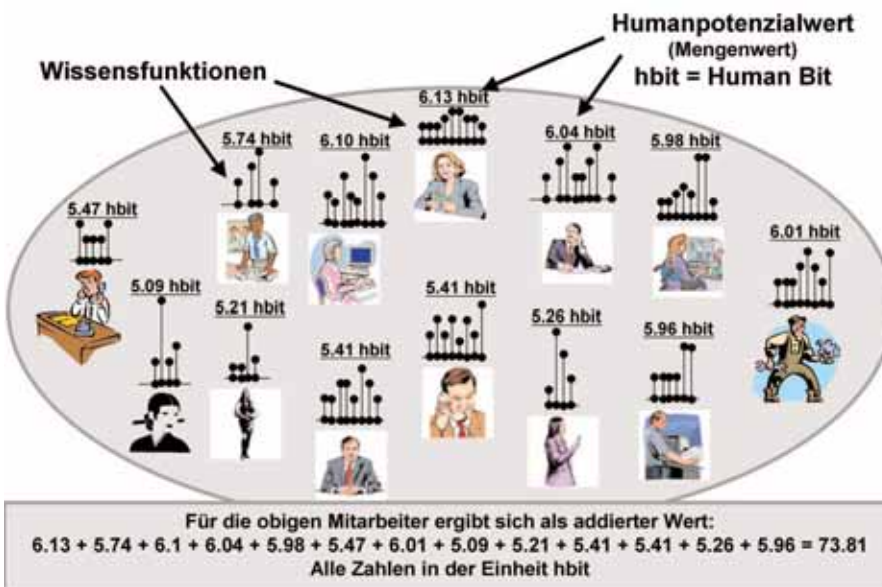 Humanpotenzialwert
(Mengenwert)
hbit = Human Bit
Wissensfunktionen
6.13 hbit
5.74 hbit
6.10 hbit
6.04 hbit
5.98 hbit
5.47 hbit
6.01 hbit
5.09 hbit
5.21 hbit
5.41 hbit
5.41 hbit
5.26 hbit
5.96 hbit
Für die obigen Mitarbeiter ergibt sich als addierter Wert:
6.13 + 5.74 + 6.1 + 6.04 + 5.98 + 5.47 + 6.01 + 5.09 + 5.21 + 5.41 + 5.41 + 5.26 + 5.96 = 73.81
Alle Zahlen in der Einheit hbit